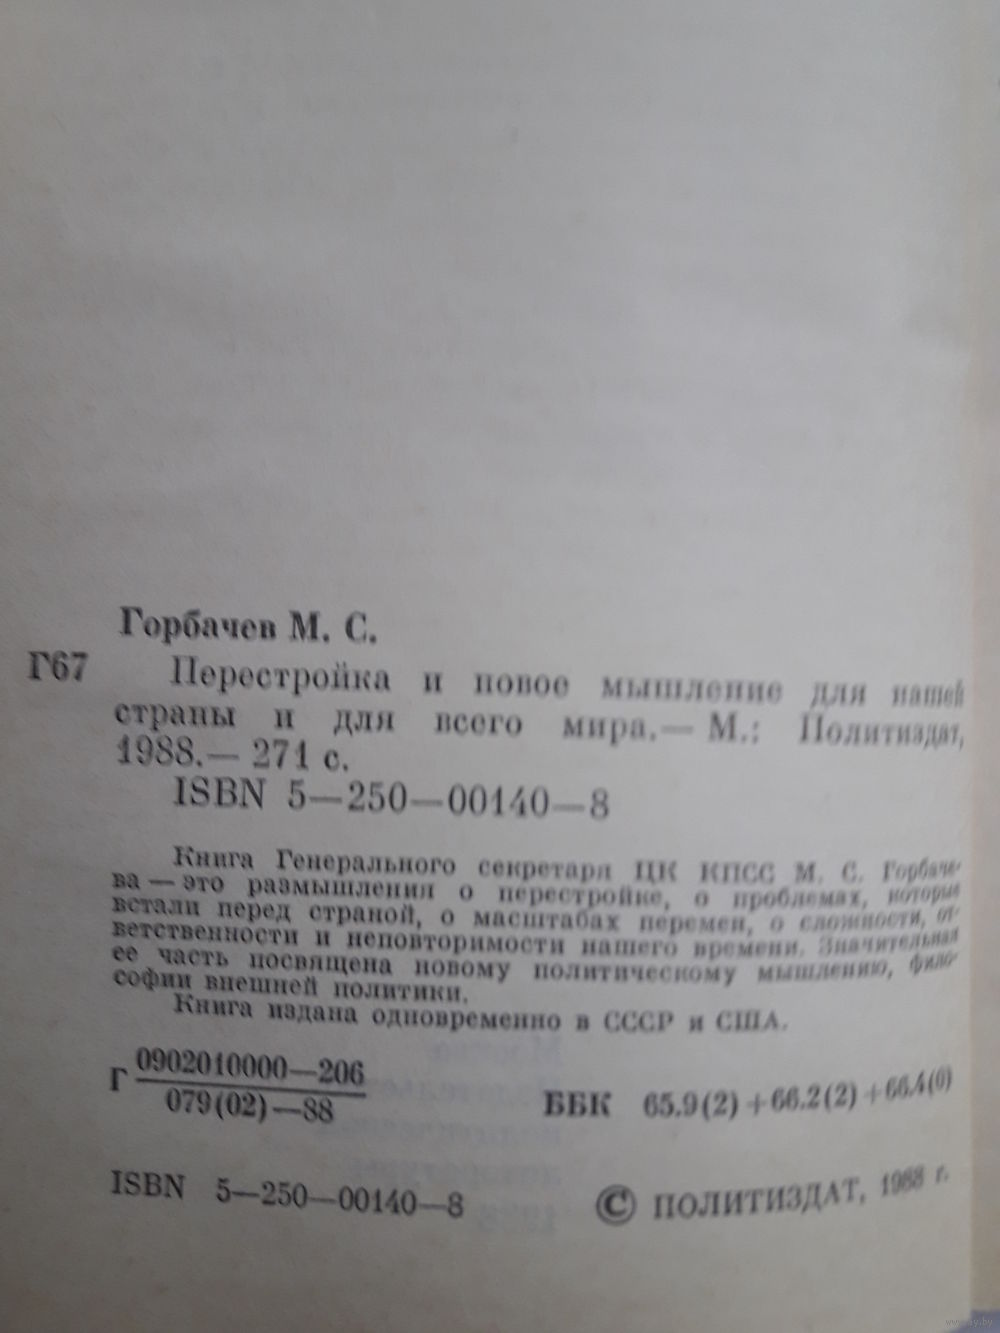 Горбачев М. С.
Г67 Перестройка и новое мышление для нашей
страны и для всего мира.— М.: Политиздат,
1988.— 271 с.
ISBN 5—250—00140—8
Книга Генерального секретаря ЦК КПСС М. С. Горбаче-
ва — это размышления о перестройке, о проблемах, которые
встали перед страной, о масштабах перемен, о сложности, от-
ветственности и неповторимости нашего времени. Значительная
ее часть посвящена новому политическому мышлению, фило-
софии внешней политики.
Книга издана одновременно в СССР и США.
Г 0902010000—206
079(02)—88
ББК 65.9(2)+66.2(2)+66.4(0)
ISBN 5—250—00140—8
© ПОЛИТИЗДАТ, 1988 г.
www.ay.by